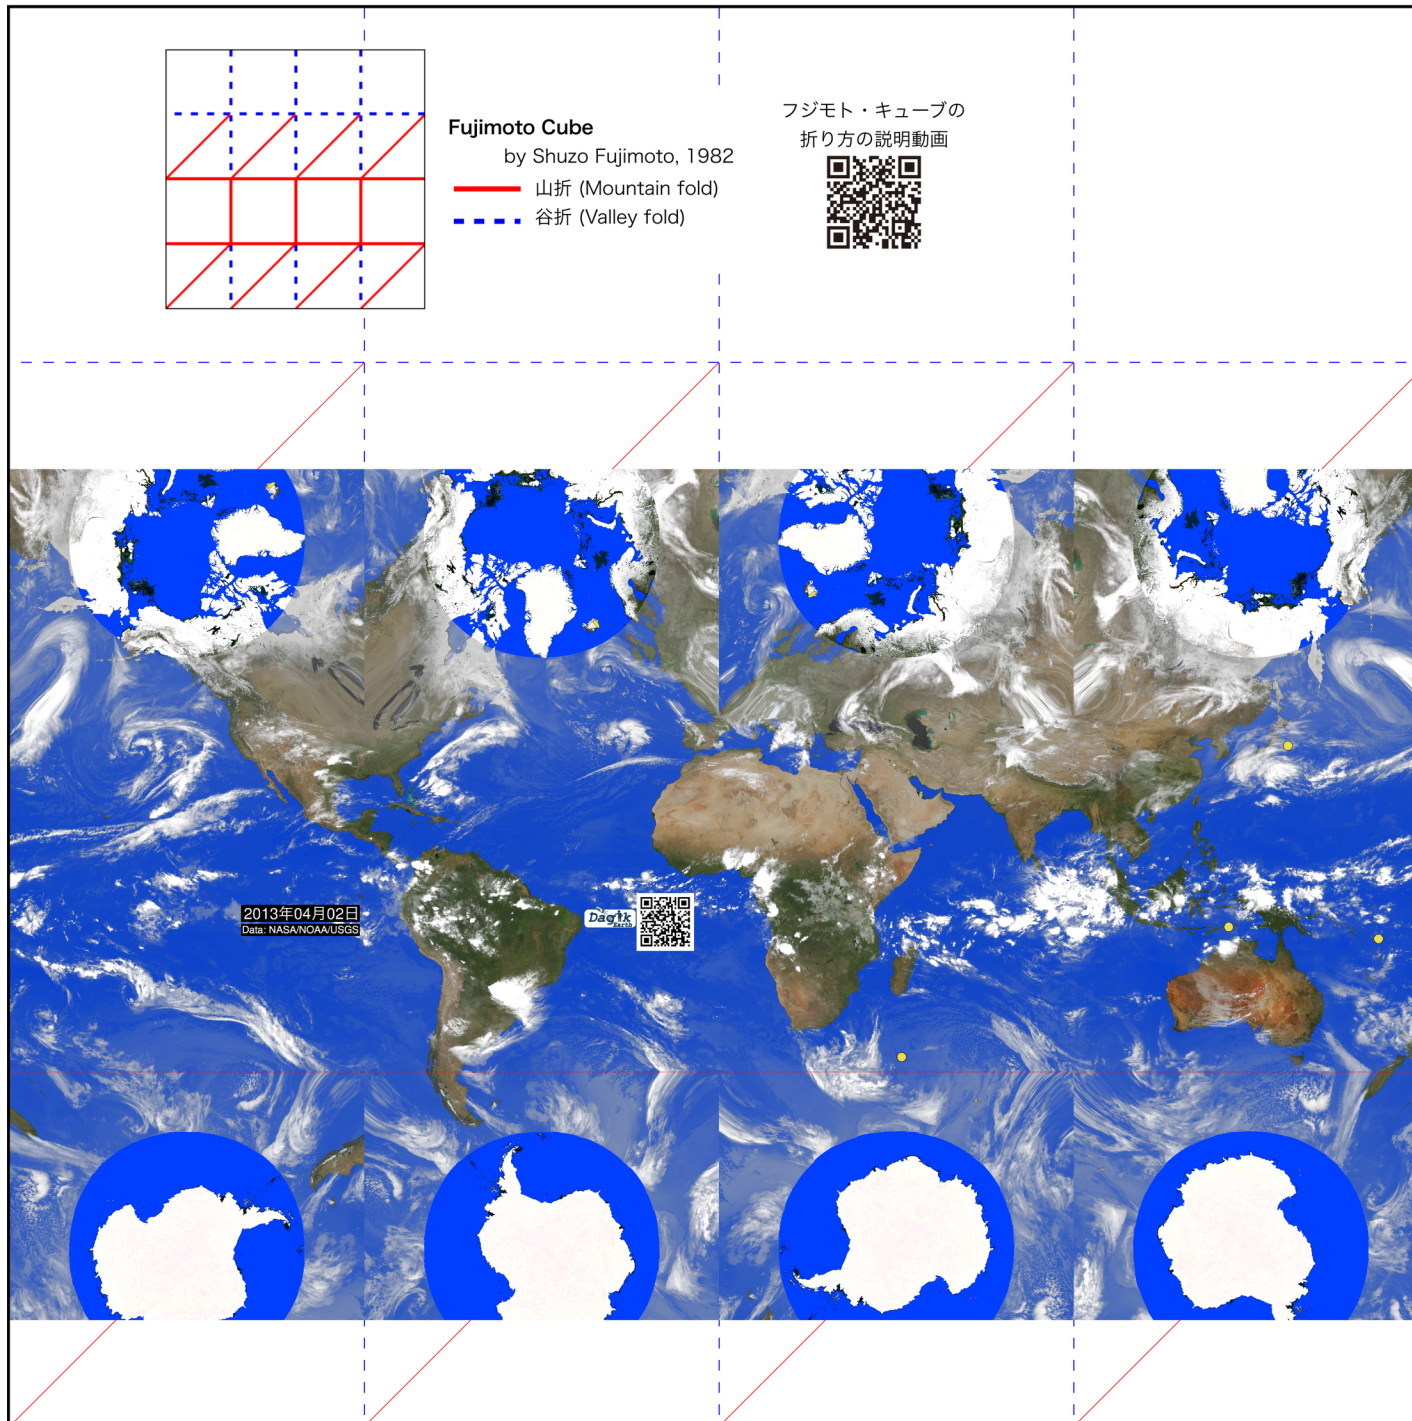 Fujimoto Cube
by Shuzo Fujimoto, 1982
山折 (Mountain fold)
谷折 (Valley fold)
フジモト・キューブの
折り方の説明動画
2013年04月02日
Data: NASA/NOAA/USGS
Dagik
Earth